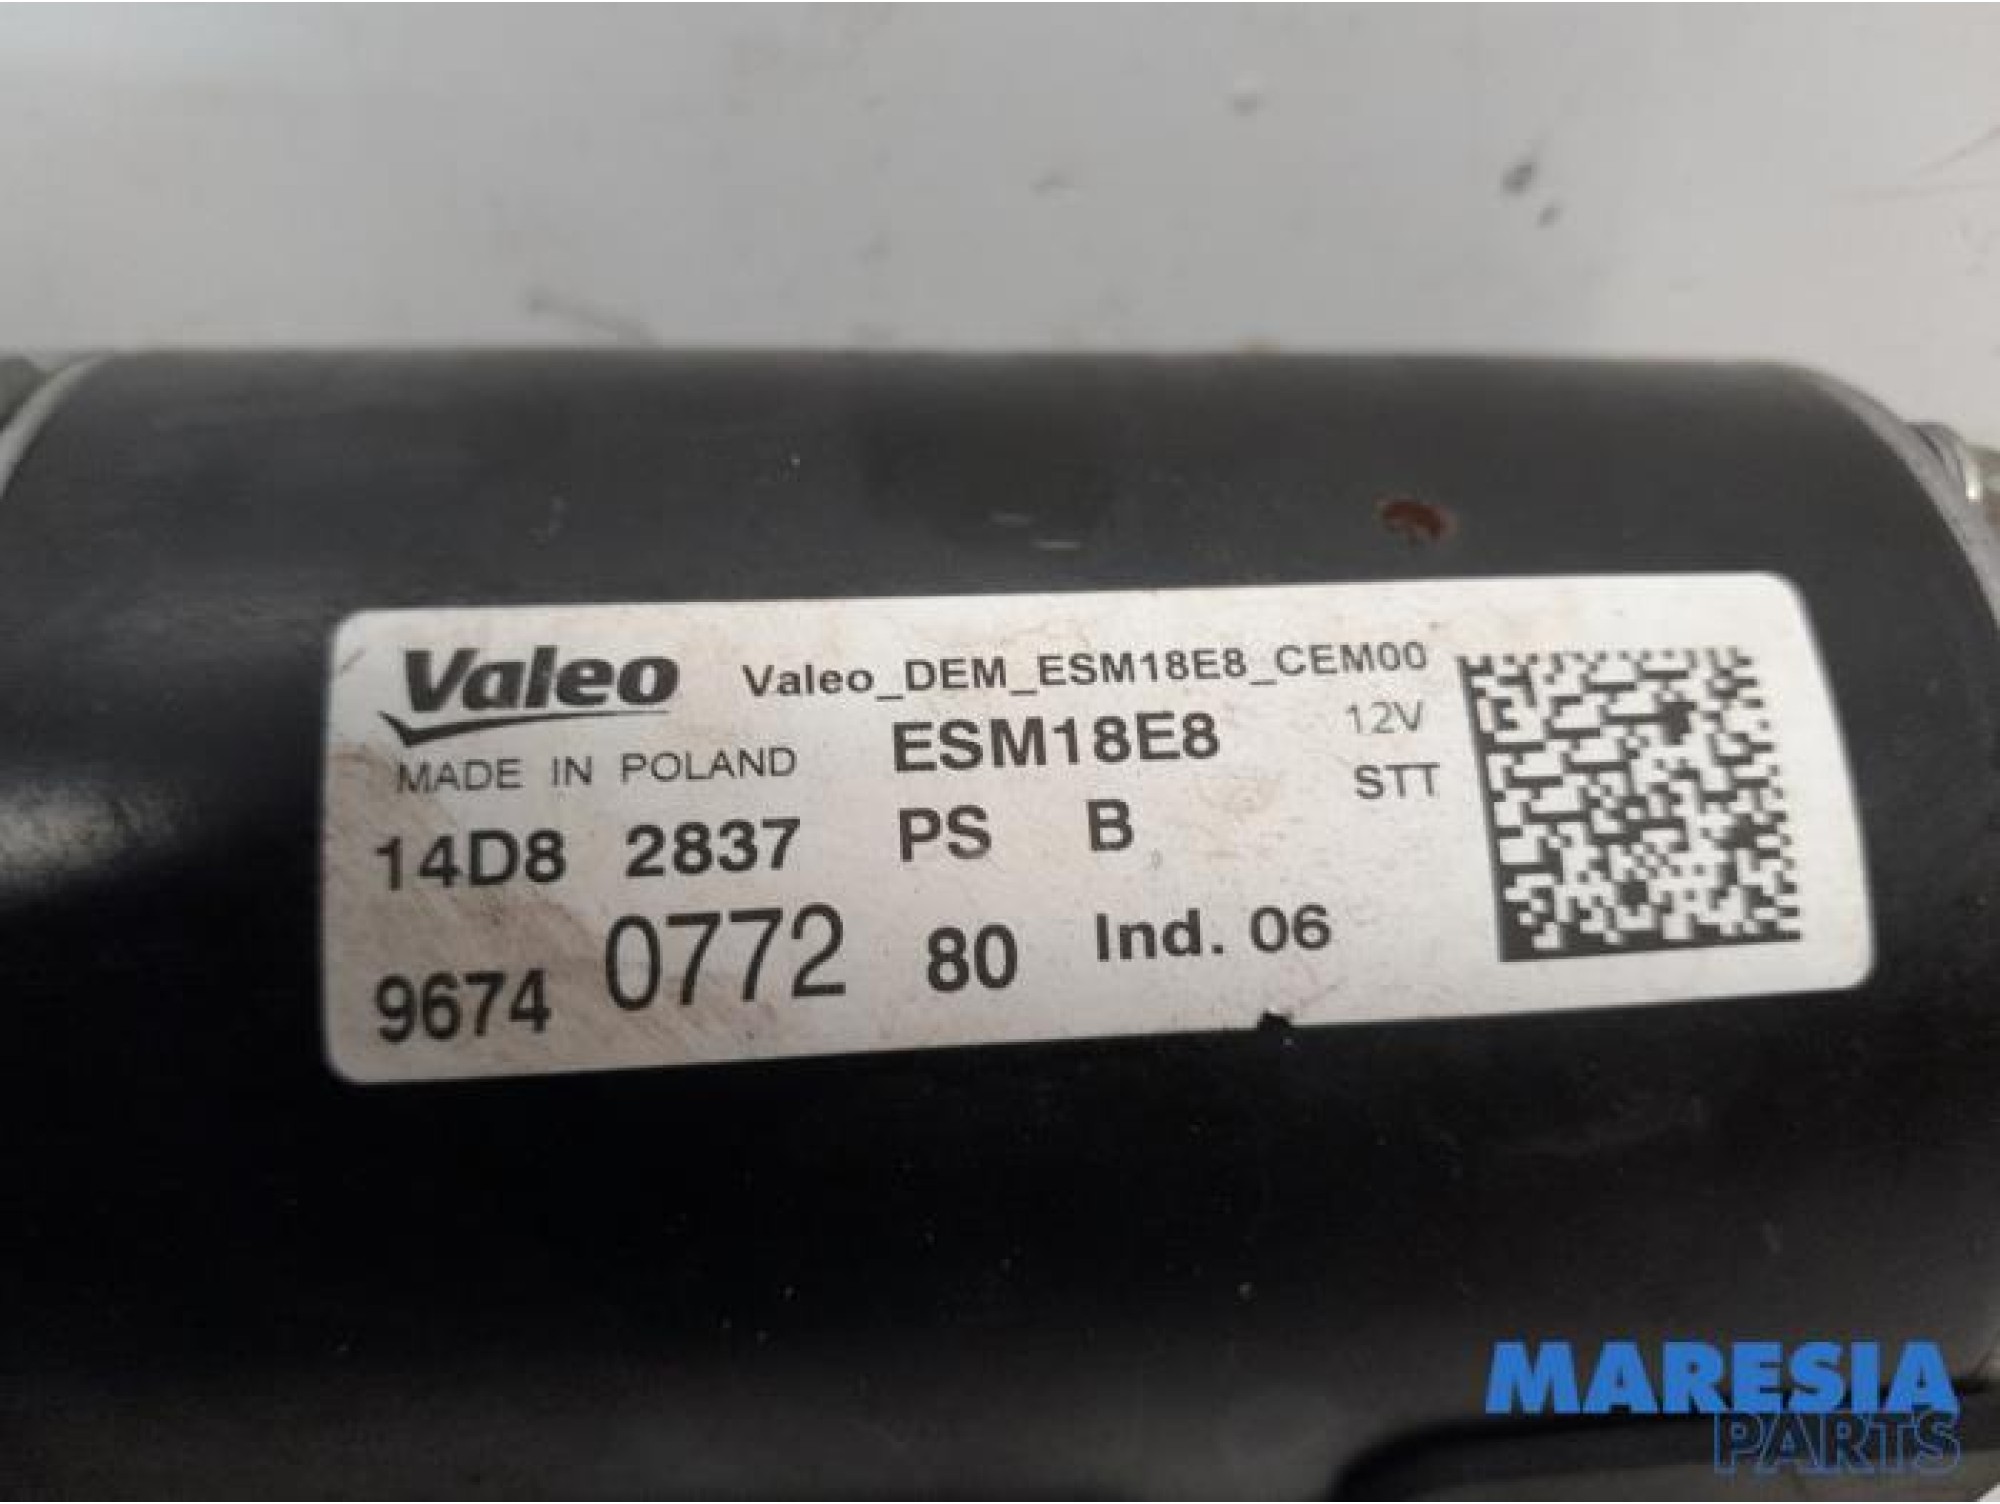 Valeo Valeo_DEM_ESM18E8_CEM00
MADE IN POLAND ESM18E8 12V
STT
14D8 2837 PS B
9674 0772 80 Ind. 06
MARESIA
PARTS